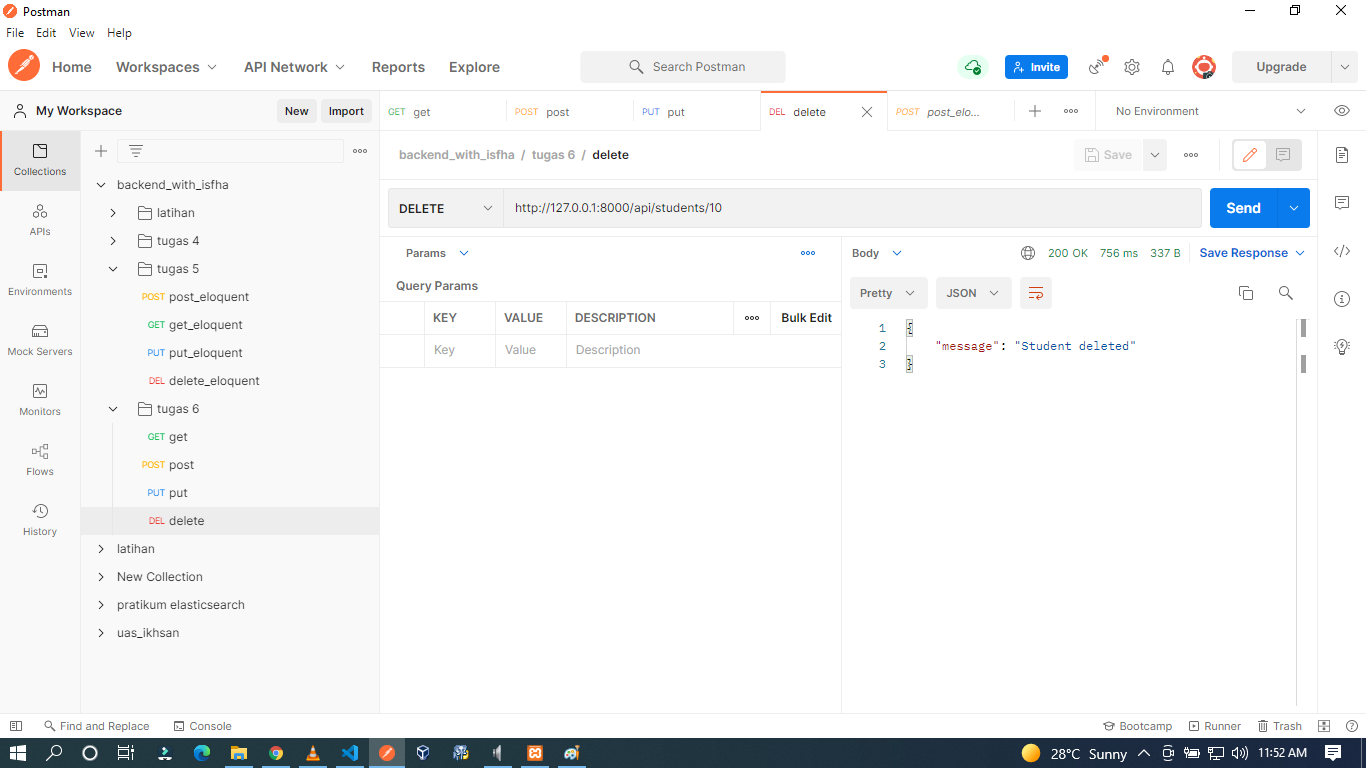 Postman
File Edit View Help
Home Workspaces API Network Reports Explore Search Postman Invite Upgrade
My Workspace New Import
GET get POST post PUT put DEL delete POST post_elo... No Environment
backend_with_isfha / tugas 6 / delete Save
DELETE http://127.0.0.1:8000/api/students/10 Send
Collections
APIs
Environments
Mock Servers
Monitors
Flows
History
backend_with_isfha
latihan
tugas 4
tugas 5
POST post_eloquent
GET get_eloquent
PUT put_eloquent
DEL delete_eloquent
tugas 6
GET get
POST post
PUT put
DEL delete
latihan
New Collection
pratikum elasticsearch
uas_ikhsan
Params
Query Params
KEY VALUE DESCRIPTION Bulk Edit
Key Value Description
Body 200 OK 756 ms 337 B Save Response
Pretty JSON
1 {
2 "message": "Student deleted"
3 }
Find and Replace Console Bootcamp Runner Trash
28°C Sunny 11:52 AM